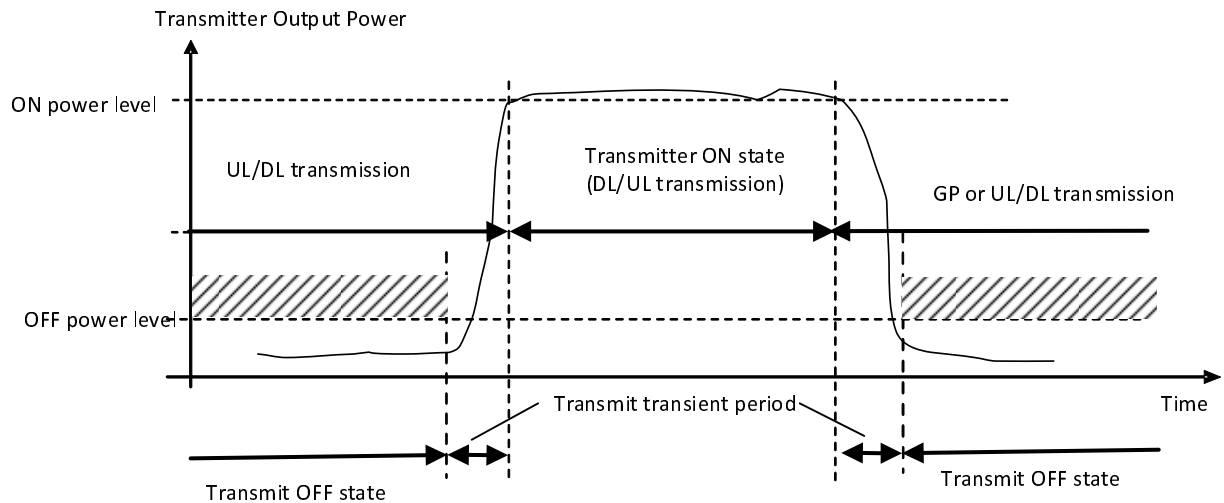 Transmitter Output Power
ON power level
UL/DL transmission
Transmitter ON state
(DL/UL transmission)
GP or UL/DL transmission
OFF power level
Transmit transient period
Time
Transmit OFF state
Transmit OFF state